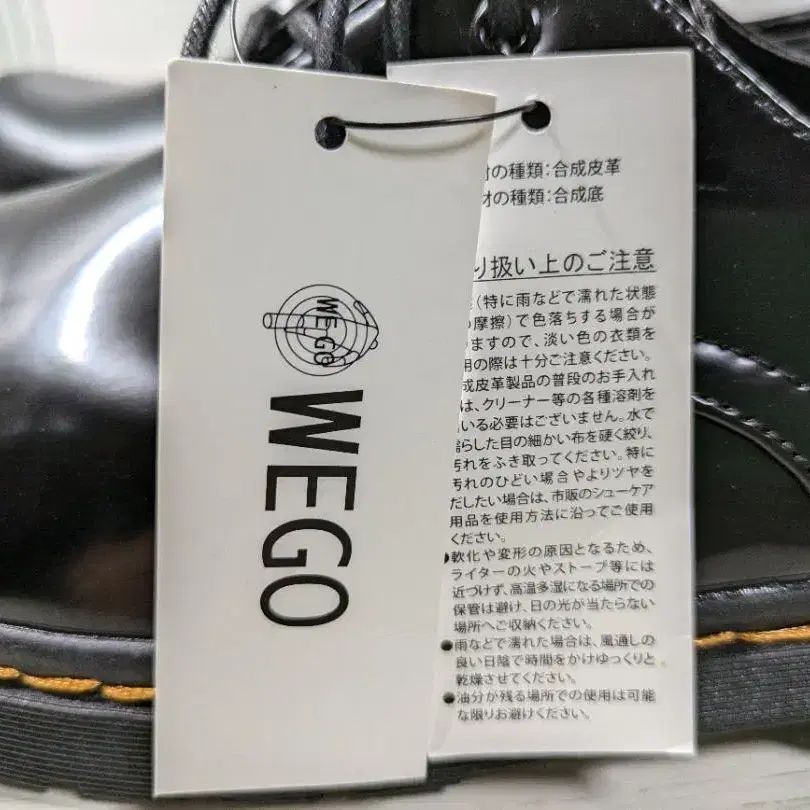 WEGO
WEGO
材の種類:合成皮革
材の種類:合成底
り扱い上のご注意
(特に雨などで濡れた状態
摩擦)で色落ちする場合が
ますので、淡い色の衣類を
用の際は十分ご注意ください。
成皮革製品の普段のお手入れ
は、クリーナー等の各種溶剤を
いる必要はございません。水で
濡らした目の細かい布を硬く絞り、
汚れをふき取ってください。特に
汚れのひどい場合やよりツヤを
だしたい場合は、市販のシューケア
用品を使用方法に沿ってご使用
ください。
●軟化や変形の原因となるため、
ライターの火やストーブ等には
近づけず、高温多湿になる場所での
保管は避け、日の光が当たらない
場所へご収納ください。
●雨などで濡れた場合は、風通しの
良い日陰で時間をかけゆっくりと
乾燥させてください。
●油分が残る場所での使用は可能
な限りお避けください。